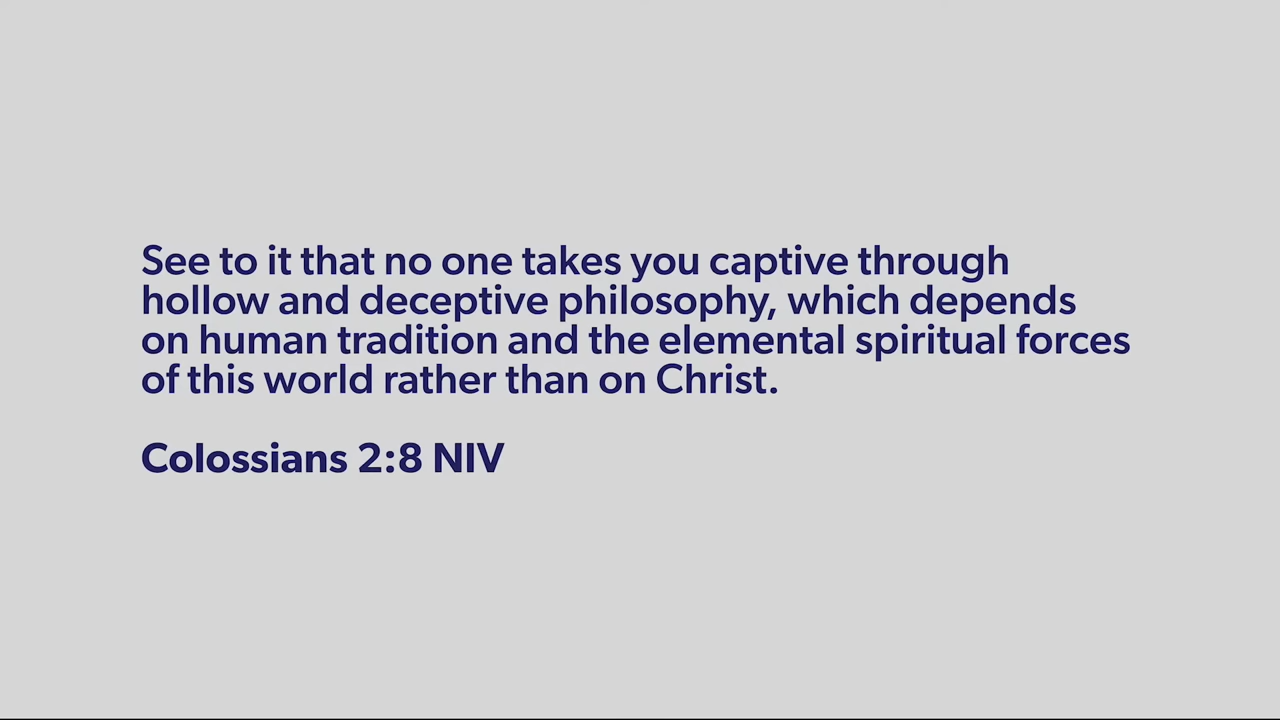 See to it that no one takes you captive through
hollow and deceptive philosophy, which depends
on human tradition and the elemental spiritual forces
of this world rather than on Christ.
Colossians 2:8 NIV